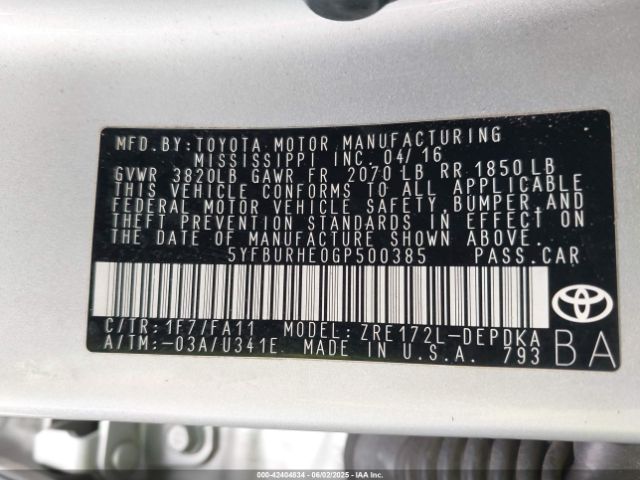 MFD. BY: TOYOTA MOTOR MANUFACTURING
MISSISSIPPI INC. 04/16
GVWR 3820LB GAWR FR 2070LB RR 1850LB
THIS VEHICLE CONFORMS TO ALL APPLICABLE
FEDERAL MOTOR VEHICLE SAFETY, BUMPER, AND
THEFT PREVENTION STANDARDS IN EFFECT ON
THE DATE OF MANUFACTURE SHOWN ABOVE.
5YFBURHE0GP500385 PASS. CAR
C/TR: 1F7/FA11 MODEL: ZRE172L-DEPDKA
A/TM: -03A/U341E MADE IN U.S.A. 793
BA
000-42404634 - 06/02/2025 - IAAI, Inc.